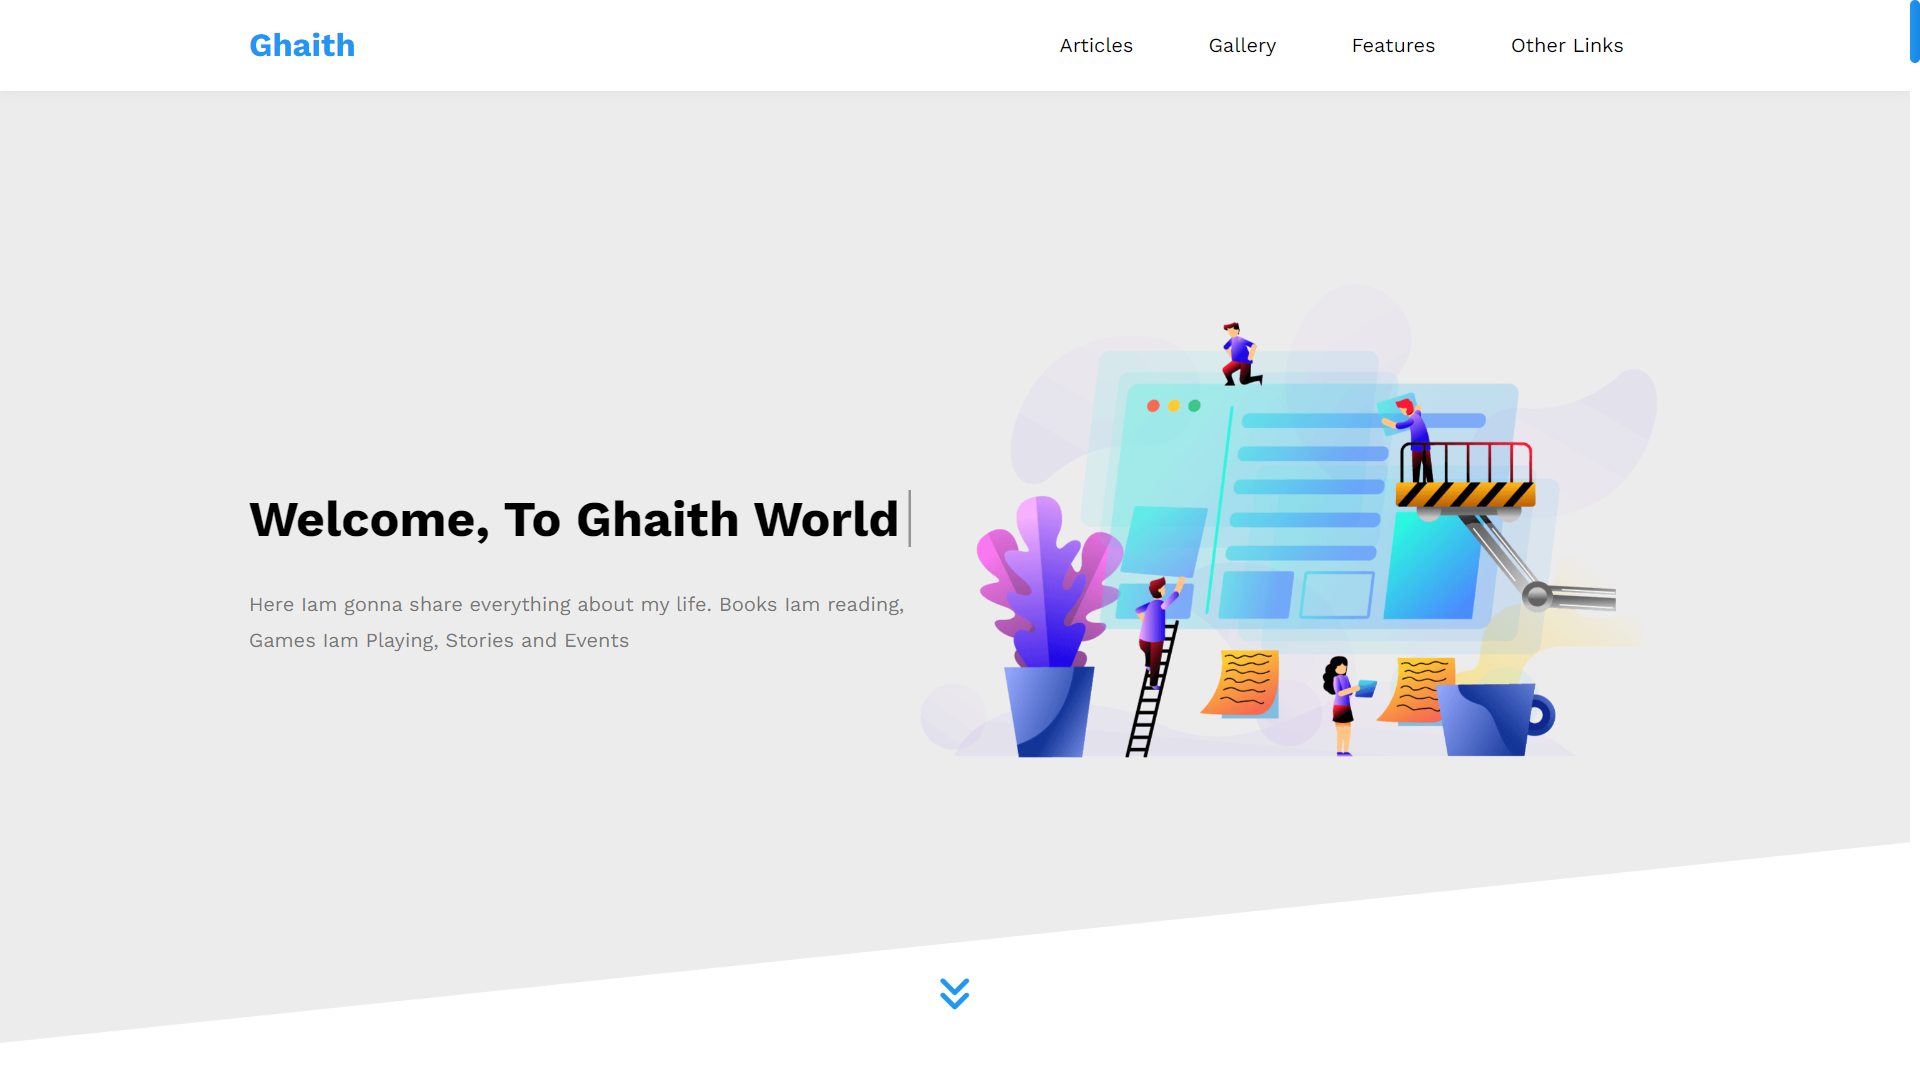 Ghaith
Articles
Gallery
Features
Other Links
Welcome, To Ghaith World
Here Iam gonna share everything about my life. Books Iam reading,
Games Iam Playing, Stories and Events